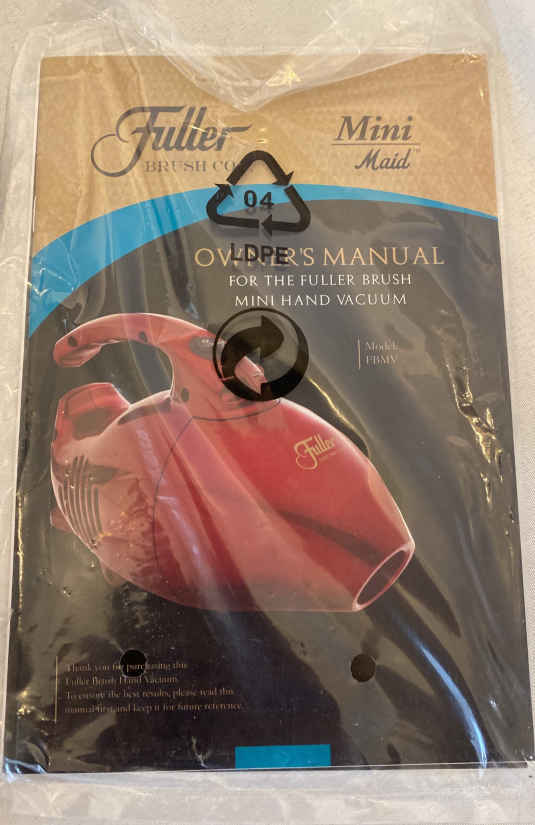 Fuller
BRUSH CO
Mini
Maid™
04
LDPE
OWNER'S MANUAL
FOR THE FULLER BRUSH
MINI HAND VACUUM
Model:
FBMV
Fuller
Thank you for purchasing this
Fuller Brush Hand Vacuum.
To ensure the best results, please read this
manual first and keep it for future reference.